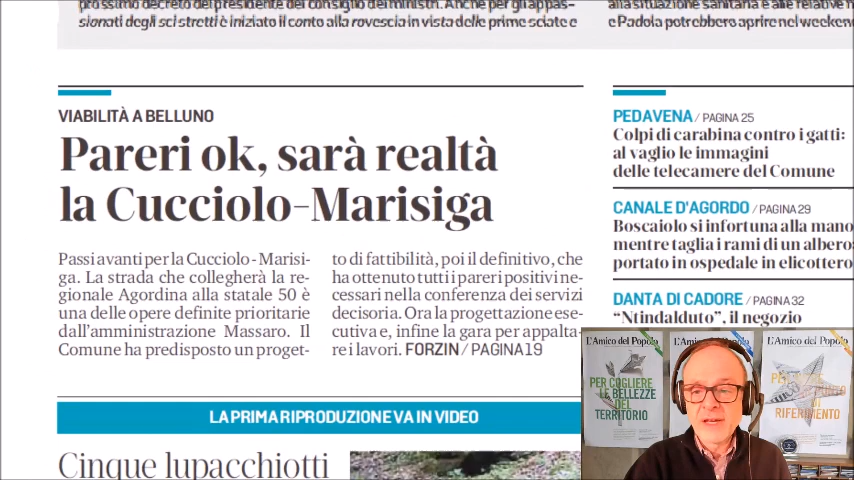 prossimo decreto del presidente dei consiglio dei ministri. Anche per gli appas-
sionati degli sci stretti è iniziato il conto alla rovescia in vista delle prime sciate e
alla situazione sanitaria e alle relative
e Padola potrebbero aprire nel weekend
VIABILITÀ A BELLUNO
Pareri ok, sarà realtà
la Cucciolo-Marisiga
Passi avanti per la Cucciolo - Marisi-
ga. La strada che collegherà la re-
gionale Agordina alla statale 50 è
una delle opere definite prioritarie
dall'amministrazione Massaro. Il
Comune ha predisposto un proget-
to di fattibilità, poi il definitivo, che
ha ottenuto tutti i pareri positivi ne-
cessari nella conferenza dei servizi
decisoria. Ora la progettazione ese-
cutiva e, infine la gara per appalta-
re i lavori. FORZIN / PAGINA 19
LA PRIMA RIPRODUZIONE VA IN VIDEO
Cinque lupacchiotti
PEDAVENA / PAGINA 25
Colpi di carabina contro i gatti:
al vaglio le immagini
delle telecamere del Comune
CANALE D'AGORDO / PAGINA 29
Boscaiolo si infortuna alla mano
mentre taglia i rami di un albero:
portato in ospedale in elicottero
DANTA DI CADORE / PAGINA 32
“Ntindalduto”, il negozio
L'Amico del Popolo
PER COGLIERE
LE BELLEZZE
DEL
TERRITORIO
L'Amico del Popolo
L'Amico del Popolo
DI
RIFERIMENTO